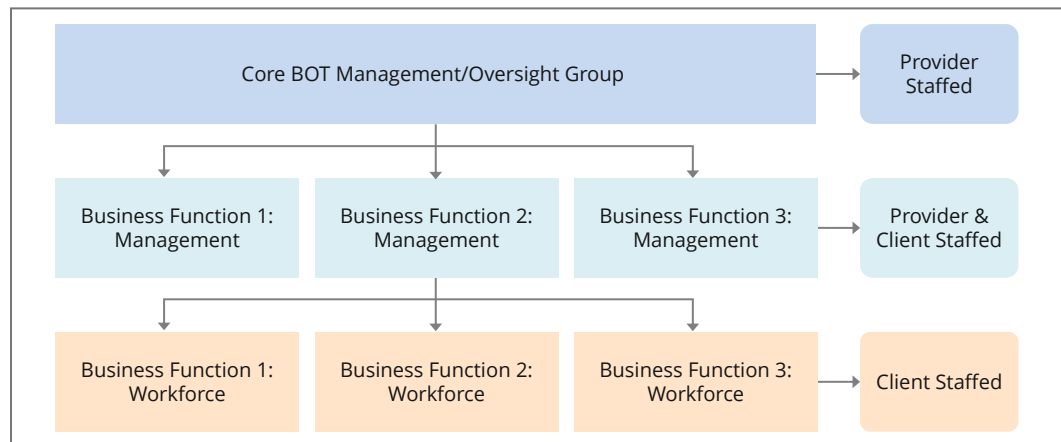 Core BOT Management/Oversight Group
Provider
Staffed
Business Function 1:
Management
Business Function 2:
Management
Business Function 3:
Management
Provider &
Client Staffed
Business Function 1:
Workforce
Business Function 2:
Workforce
Business Function 3:
Workforce
Client Staffed